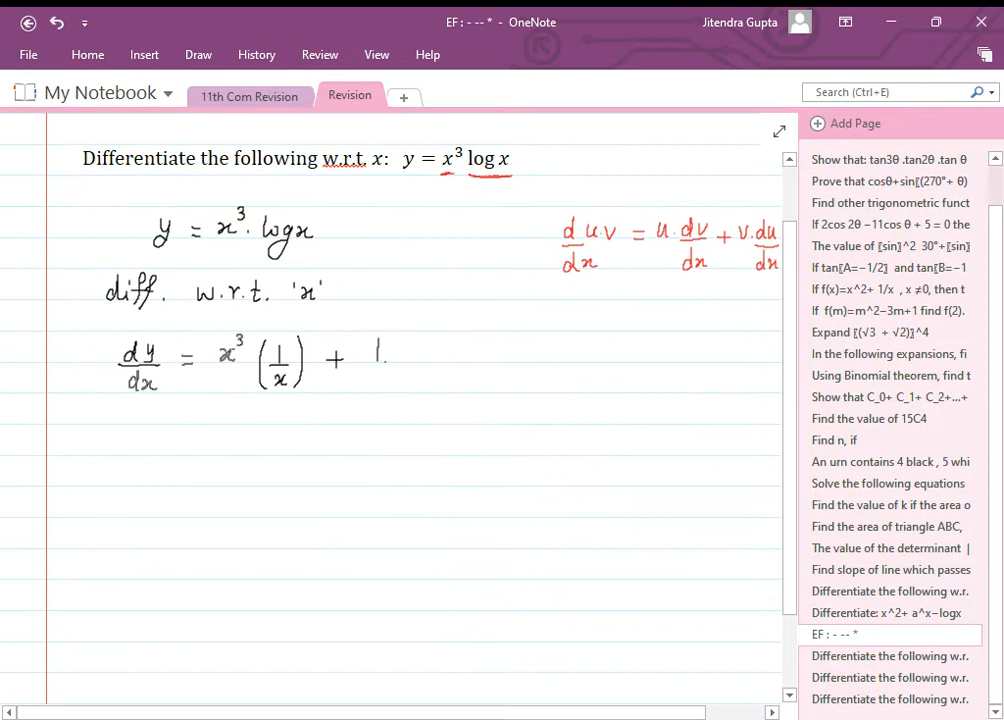 EF : - -- * - OneNote
Jitendra Gupta
File Home Insert Draw History Review View Help
My Notebook
11th Com Revision
Revision
Search (Ctrl+E)
Add Page
Differentiate the following w.r.t. x: y = x³ log x
y = x³. logx
d/dx u.v = u. dv/dx + v. du/dx
diff. w.r.t. 'x'
dy/dx = x³ (1/x) +
Show that: tan3θ .tan2θ .tan θ
Prove that cosθ+sin〖(270°+ θ)
Find other trigonometric funct
If 2cos 2θ −11cos θ + 5 = 0 the
The value of 〖sin〗^2 30°+〖sin〗
If tan〖A=−1/2〗 and tan〖B=−1
If f(x)=x^2+ 1/x , x ≠0, then t
If f(m)=m^2−3m+1 find f(2).
Expand 〖(√3 + √2)〗^4
In the following expansions, fi
Using Binomial theorem, find t
Show that C_0+ C_1+ C_2+...+
Find the value of 15C4
Find n, if
An urn contains 4 black , 5 whi
Solve the following equations
Find the value of k if the area o
Find the area of triangle ABC,
The value of the determinant |
Find slope of line which passes
Differentiate the following w.r.
Differentiate: x^2+ a^x−logx
EF : - -- *
Differentiate the following w.r.
Differentiate the following w.r.
Differentiate the following w.r.